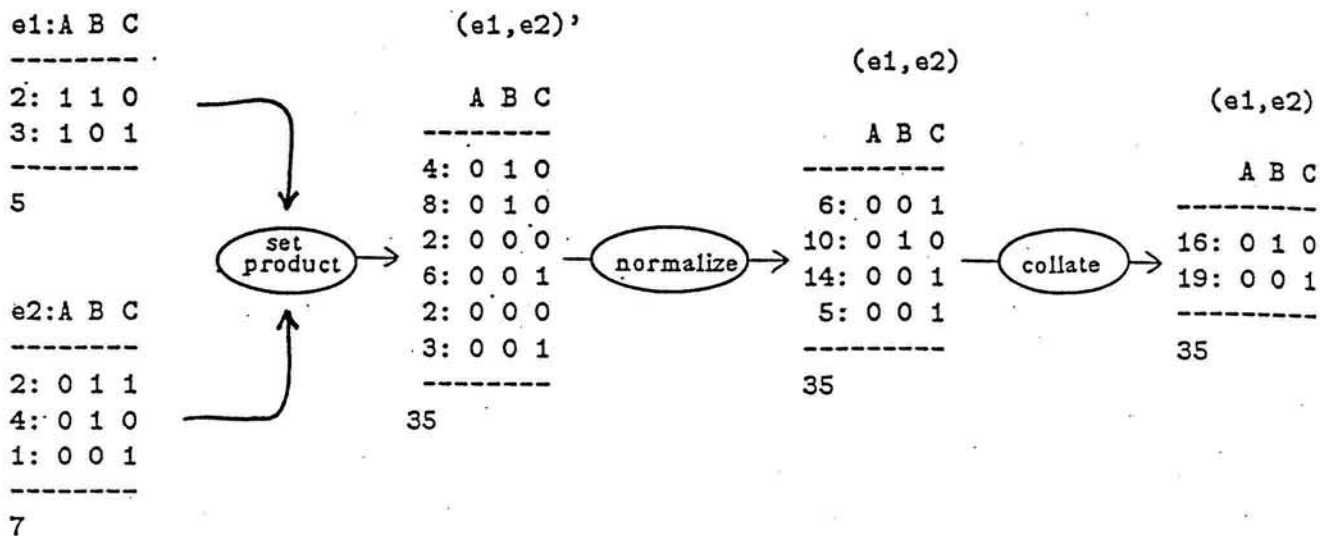 e1:A B C
--------
2: 1 1 0
3: 1 0 1
--------
5
e2:A B C
--------
2: 0 1 1
4: 0 1 0
1: 0 0 1
--------
7
set
product
(e1,e2)’
A B C
--------
4: 0 1 0
8: 0 1 0
2: 0 0 0
6: 0 0 1
2: 0 0 0
3: 0 0 1
--------
35
normalize
(e1,e2)
A B C
---------
6: 0 0 1
10: 0 1 0
14: 0 0 1
5: 0 0 1
---------
35
collate
(e1,e2)
A B C
---------
16: 0 1 0
19: 0 0 1
---------
35